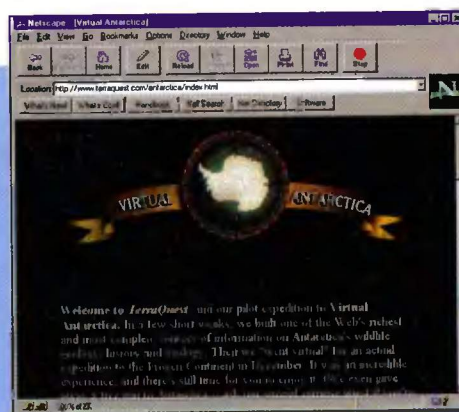 Netscape [Virtual Antarctica]
File Edit View Go Bookmarks Options Directory Window Help
Back Home Edit Reload Open Print Find Stop
Location: http://www.terraquest.com/antarctica/index.html
What's New! What's Cool! Handbook Net Search Net Directory Software
VIRTUAL ANTARCTICA
Welcome to TerraQuest and our pilot expedition to Virtual
Antarctica. In a few short weeks, we built one of the Web's richest
and most complete sources of information on Antarctica's wildlife
history and Then we "went virtual" for an actual
expedition to the Frozen Continent in December. It was an incredible
experience, and there's still time for you to enjoy it. We even gave